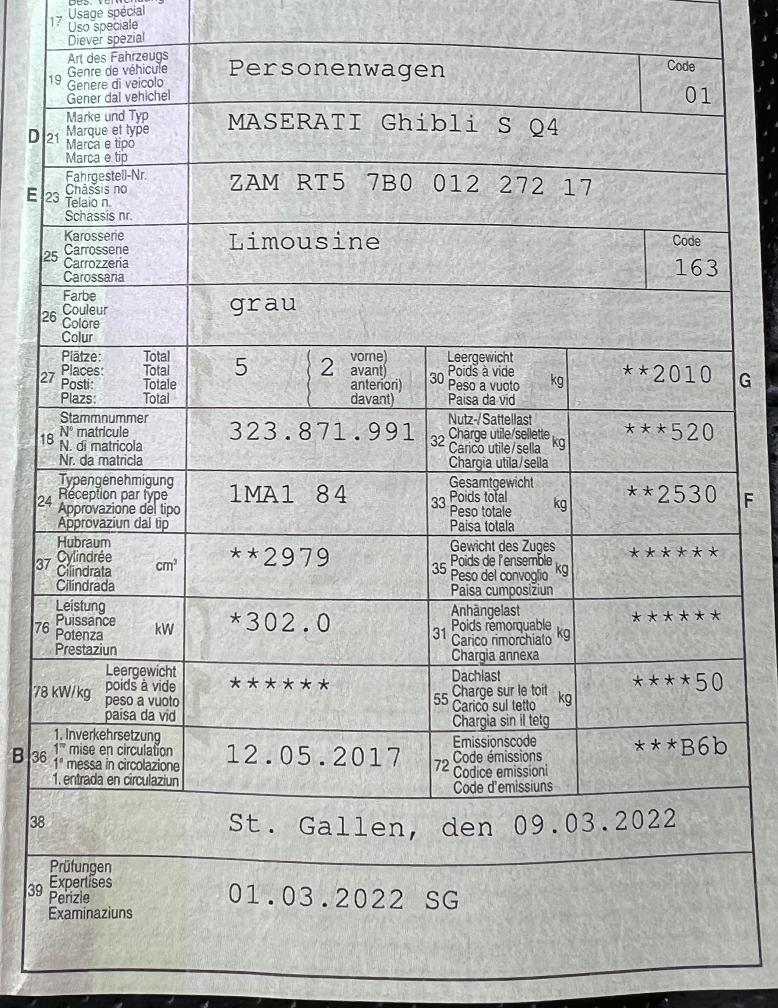 17 Usage spécial
Uso speciale
Diever spezial
19 Art des Fahrzeugs
Genre de véhicule
Genere di veicolo
Gener dal vehichel
Personenwagen
Code
01
D 21 Marke und Typ
Marque et type
Marca e tipo
Marca e tip
MASERATI Ghibli S Q4
E 23 Fahrgestell-Nr.
Châssis no
Telaio n.
Schassis nr.
ZAM RT5 7B0 012 272 17
25 Karosserie
Carrosserie
Carrozzeria
Carossaria
Limousine
Code
163
26 Farbe
Couleur
Colore
Colur
grau
27 Plätze: Total
Places: Total
Posti: Totale
Plazs: Total
5 ( 2 vorne)
avant)
anteriori)
davant)
30 Leergewicht
Poids à vide
Peso a vuoto
Paisa da vid
kg
**2010 G
18 Stammnummer
N° matricule
N. di matricola
Nr. da matricla
323.871.991
32 Nutz-/Sattellast
Charge utile/sellette
Carico utile/sella
Chargia utila/sella
kg
***520
24 Typengenehmigung
Réception par type
Approvazione del tipo
Approvaziun dal tip
1MA1 84
33 Gesamtgewicht
Poids total
Peso totale
Paisa totala
kg
**2530 F
37 Hubraum
Cylindrée
Cilindrata
Cilindrada
cm³
**2979
35 Gewicht des Zuges
Poids de l'ensemble
Peso del convoglio
Paisa cumposiziun
kg
******
76 Leistung
Puissance
Potenza
Prestaziun
kW
*302.0
31 Anhängelast
Poids remorquable
Carico rimorchiato
Chargia annexa
kg
******
78 kW/kg Leergewicht
poids à vide
peso a vuoto
paisa da vid
******
55 Dachlast
Charge sur le toit
Carico sul tetto
Chargia sin il tetg
kg
****50
B 36 1. Inverkehrsetzung
1re mise en circulation
1a messa in circolazione
1. entrada en circulaziun
12.05.2017
72 Emissionscode
Code émissions
Codice emissioni
Code d'emissiuns
***B6b
38 St. Gallen, den 09.03.2022
39 Prüfungen
Expertises
Perizie
Examinaziuns
01.03.2022 SG